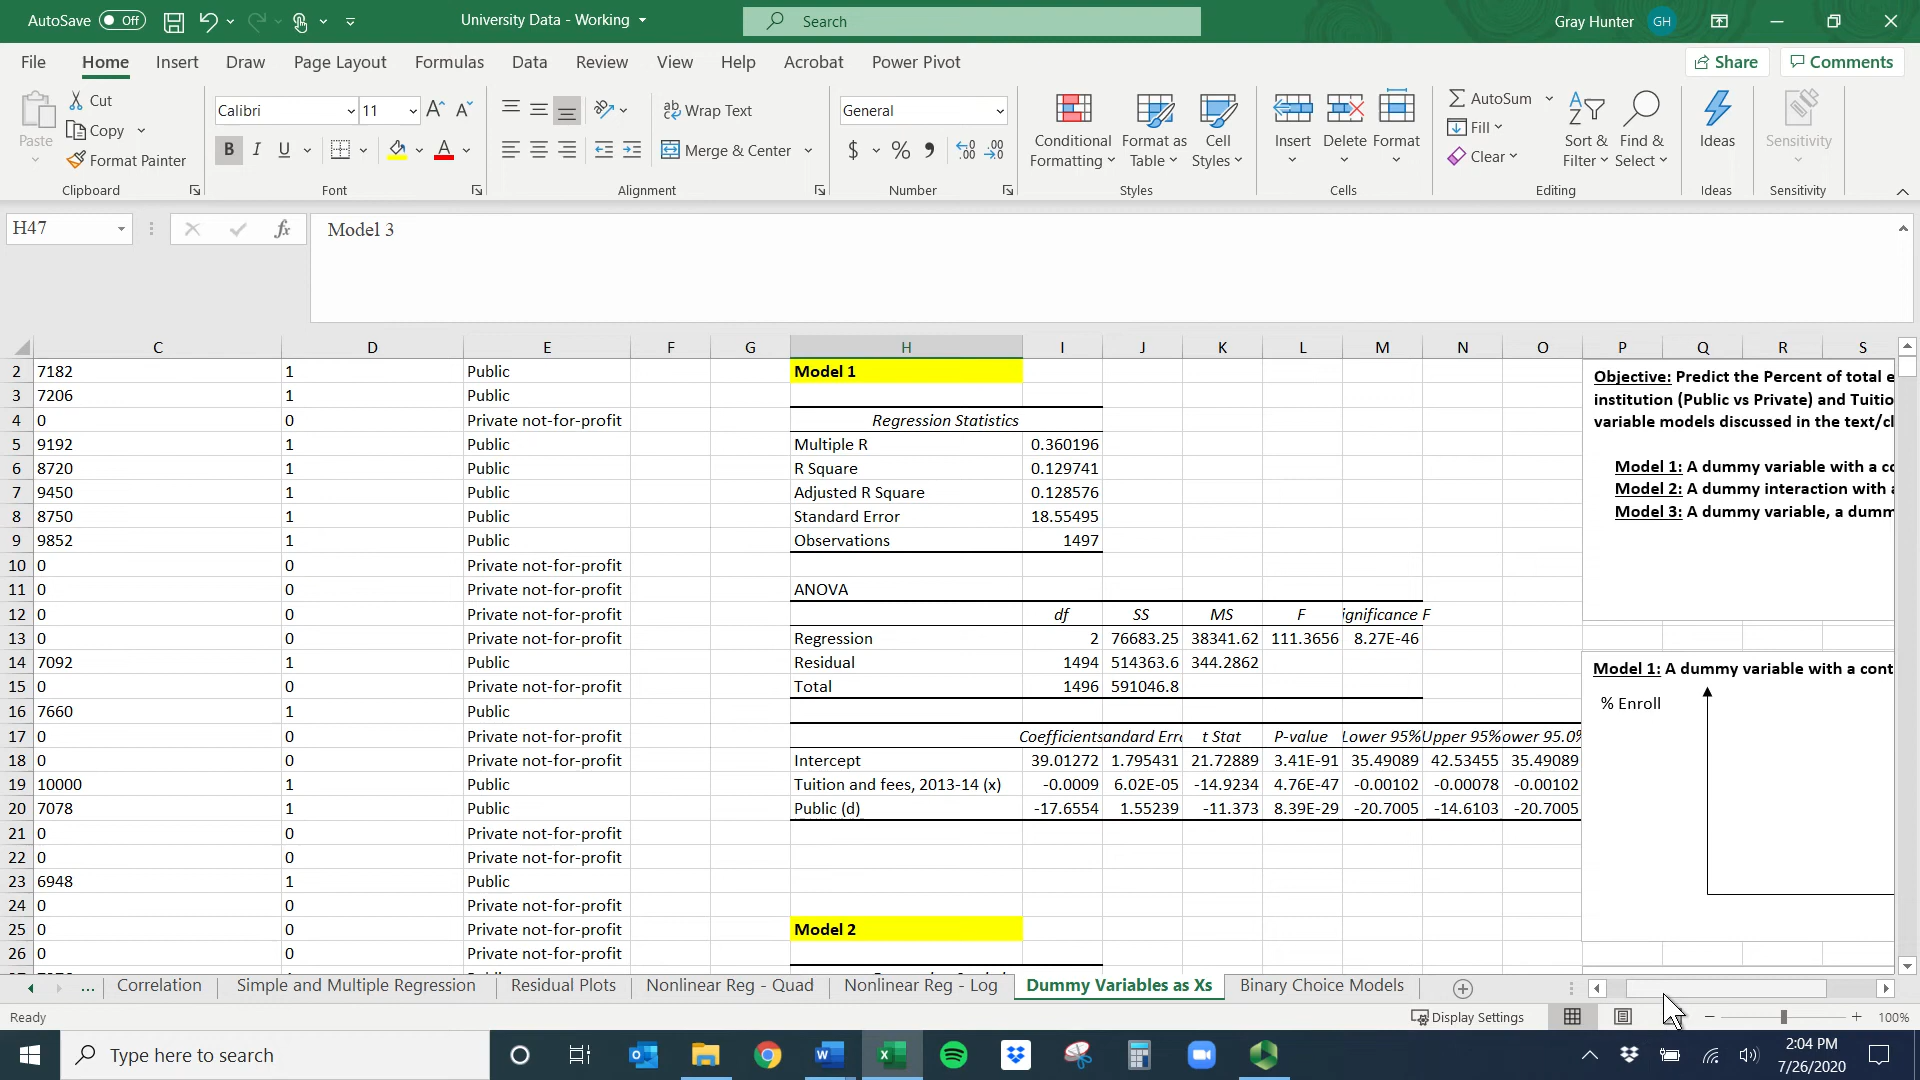 AutoSave Off University Data - Working Search Gray Hunter GH
File Home Insert Draw Page Layout Formulas Data Review View Help Acrobat Power Pivot Share Comments
Paste Cut Copy Format Painter Clipboard
Calibri 11 B I U A Font
ab Wrap Text Merge & Center Alignment
General $ % Number
Conditional Formatting Format as Table Cell Styles Styles
Insert Delete Format Cells
AutoSum Fill Clear Sort & Filter Find & Select Editing
Ideas Ideas
Sensitivity Sensitivity
H47 fx Model 3
C D E F G H I J K L M N O P Q R S
2 7182 1 Public Model 1
3 7206 1 Public
4 0 0 Private not-for-profit Regression Statistics
5 9192 1 Public Multiple R 0.360196
6 8720 1 Public R Square 0.129741
7 9450 1 Public Adjusted R Square 0.128576
8 8750 1 Public Standard Error 18.55495
9 9852 1 Public Observations 1497
10 0 0 Private not-for-profit
11 0 0 Private not-for-profit ANOVA
12 0 0 Private not-for-profit df SS MS F ignificance F
13 0 0 Private not-for-profit Regression 2 76683.25 38341.62 111.3656 8.27E-46
14 7092 1 Public Residual 1494 514363.6 344.2862
15 0 0 Private not-for-profit Total 1496 591046.8
16 7660 1 Public
17 0 0 Private not-for-profit Coefficients andard Err t Stat P-value Lower 95% Upper 95% ower 95.0%
18 0 0 Private not-for-profit Intercept 39.01272 1.795431 21.72889 3.41E-91 35.49089 42.53455 35.49089
19 10000 1 Public Tuition and fees, 2013-14 (x) -0.0009 6.02E-05 -14.9234 4.76E-47 -0.00102 -0.00078 -0.00102
20 7078 1 Public Public (d) -17.6554 1.55239 -11.373 8.39E-29 -20.7005 -14.6103 -20.7005
21 0 0 Private not-for-profit
22 0 0 Private not-for-profit
23 6948 1 Public
24 0 0 Private not-for-profit
25 0 0 Private not-for-profit Model 2
26 0 0 Private not-for-profit
Objective: Predict the Percent of total e
institution (Public vs Private) and Tuitio
variable models discussed in the text/cl
Model 1: A dummy variable with a co
Model 2: A dummy interaction with a
Model 3: A dummy variable, a dumm
Model 1: A dummy variable with a cont
% Enroll
... Correlation Simple and Multiple Regression Residual Plots Nonlinear Reg - Quad Nonlinear Reg - Log Dummy Variables as Xs Binary Choice Models
Ready Display Settings 100%
Type here to search 2:04 PM
7/26/2020